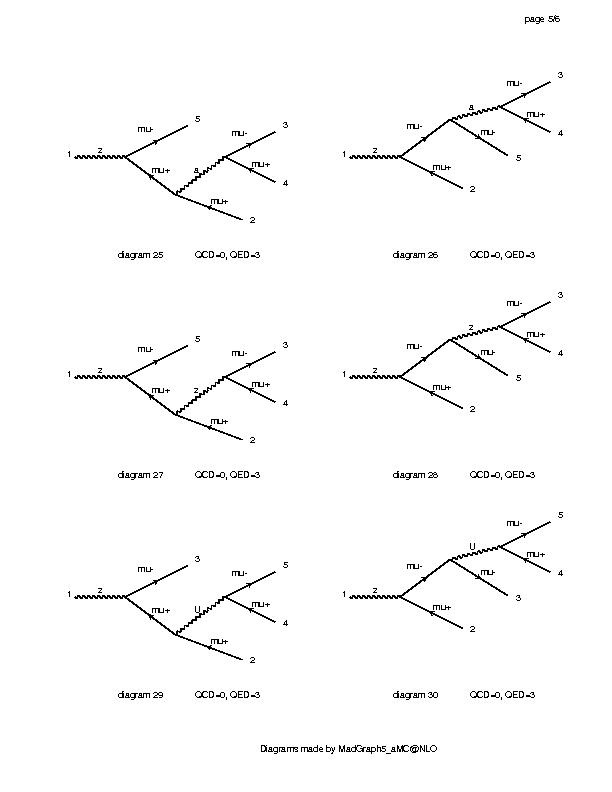 page 5/6
mu- 5 mu- 3
1 z mu+ a mu+ 4
mu+ 2
diagram 25 QCD=0, QED=3
mu- 3
mu- a mu+ 4
1 z mu- 5
mu+ 2
diagram 26 QCD=0, QED=3
mu- 5 mu- 3
1 z mu+ z mu+ 4
mu+ 2
diagram 27 QCD=0, QED=3
mu- 3
mu- z mu+ 4
1 z mu- 5
mu+ 2
diagram 28 QCD=0, QED=3
mu- 3 mu- 5
1 z mu+ U mu+ 4
mu+ 2
diagram 29 QCD=0, QED=3
mu- 5
mu- U mu+ 4
1 z mu- 3
mu+ 2
diagram 30 QCD=0, QED=3
Diagrams made by MadGraph5_aMC@NLO